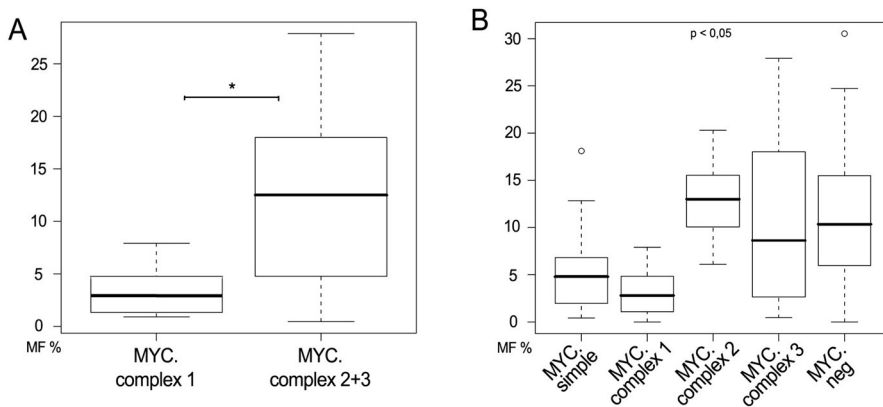 A
25
20
15
10
5
0
MF %
MYC. complex 1
MYC. complex 2+3
*
B
p < 0,05
30
25
20
15
10
5
0
MF %
MYC. simple
MYC. complex 1
MYC. complex 2
MYC. complex 3
MYC. neg